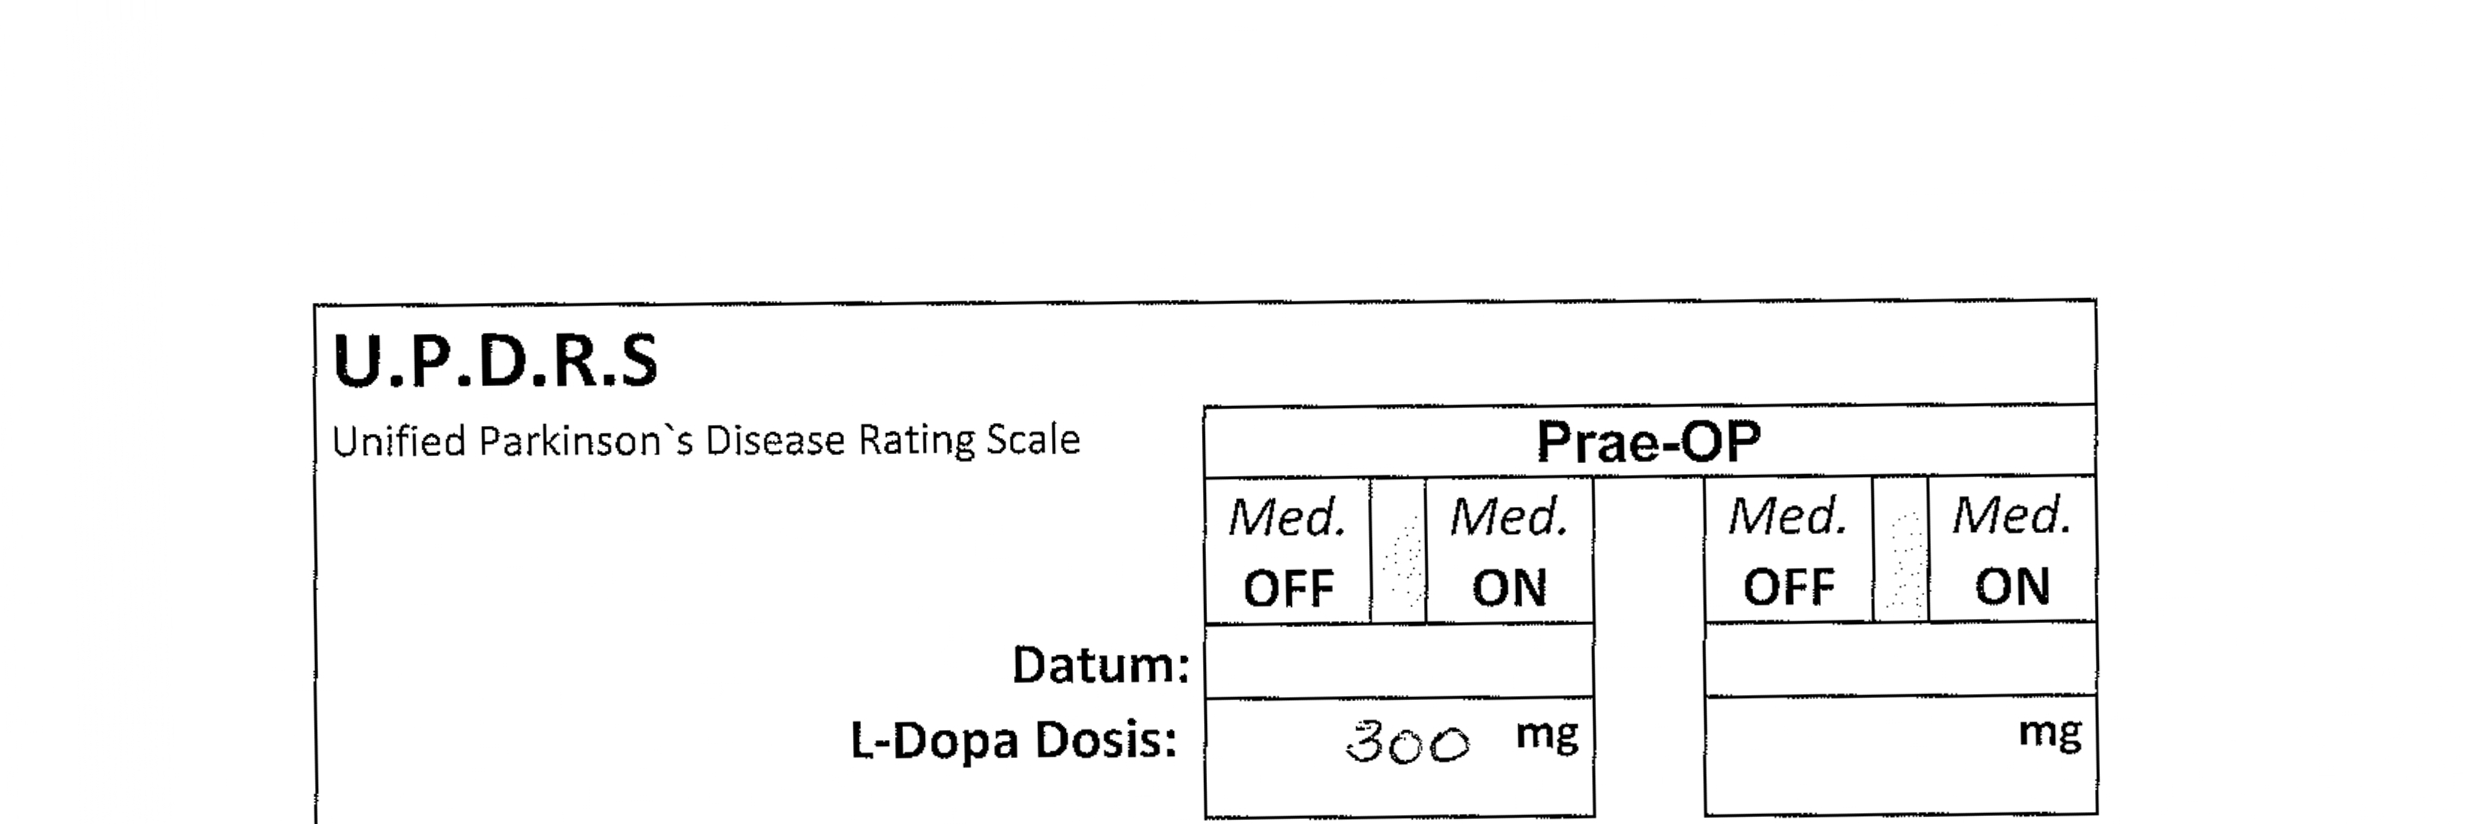 U.P.D.R.S
Unified Parkinson`s Disease Rating Scale
Prae-OP
Med. Med. Med. Med.
OFF ON OFF ON
Datum:
L-Dopa Dosis: 300 mg mg